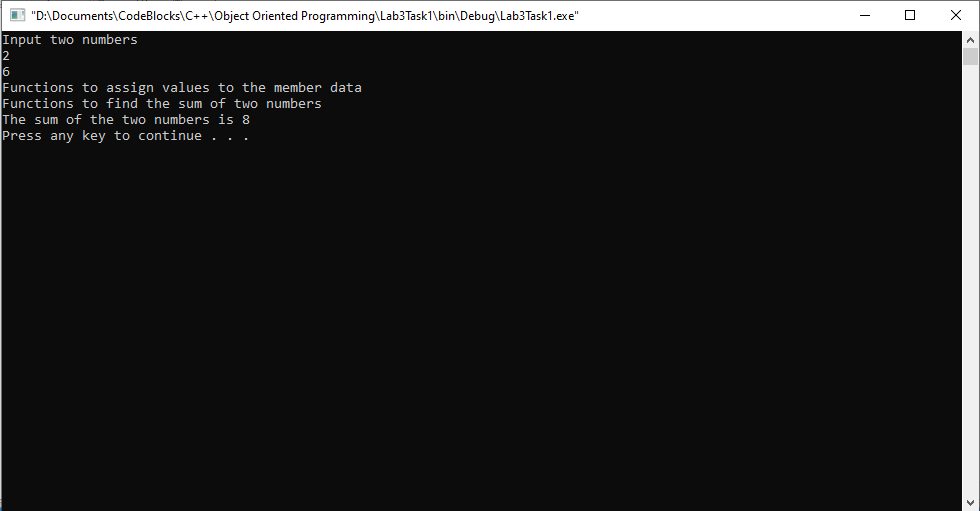 "D:\Documents\CodeBlocks\C++\Object Oriented Programming\Lab3Task1\bin\Debug\Lab3Task1.exe"
Input two numbers
2
6
Functions to assign values to the member data
Functions to find the sum of two numbers
The sum of the two numbers is 8
Press any key to continue . . .